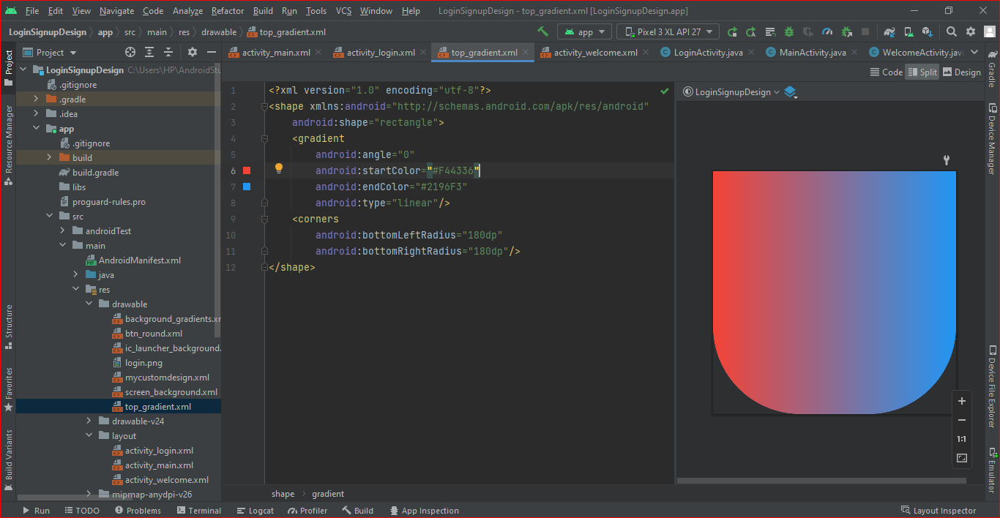 File Edit View Navigate Code Analyze Refactor Build Run Tools VCS Window Help LoginSignupDesign - top_gradient.xml [LoginSignupDesign.app]
LoginSignupDesign app src main res drawable top_gradient.xml app Pixel 3 XL API 27
Project activity_main.xml activity_login.xml top_gradient.xml activity_welcome.xml LoginActivity.java MainActivity.java WelcomeActivity.jav
Code Split Design
LoginSignupDesign
Project
Resource Manager
Structure
Favorites
Build Variants
LoginSignupDesign C:\Users\HP\AndroidStu
.gitignore
.gradle
.idea
app
.gitignore
build
build.gradle
libs
proguard-rules.pro
src
androidTest
main
AndroidManifest.xml
java
res
drawable
background_gradients.xr
btn_round.xml
ic_launcher_background.
login.png
mycustomdesign.xml
screen_background.xml
top_gradient.xml
drawable-v24
layout
activity_login.xml
activity_main.xml
activity_welcome.xml
mipmap-anydpi-v26
1 <?xml version="1.0" encoding="utf-8"?>
2 <shape xmlns:android="http://schemas.android.com/apk/res/android"
3 android:shape="rectangle">
4 <gradient
5 android:angle="0"
6 android:startColor="#F44336"
7 android:endColor="#2196F3"
8 android:type="linear"/>
9 <corners
10 android:bottomLeftRadius="180dp"
11 android:bottomRightRadius="180dp"/>
12 </shape>
shape gradient
1:1
Gradle
Device Manager
Device File Explorer
Emulator
Run TODO Problems Terminal Logcat Profiler Build App Inspection Layout Inspector